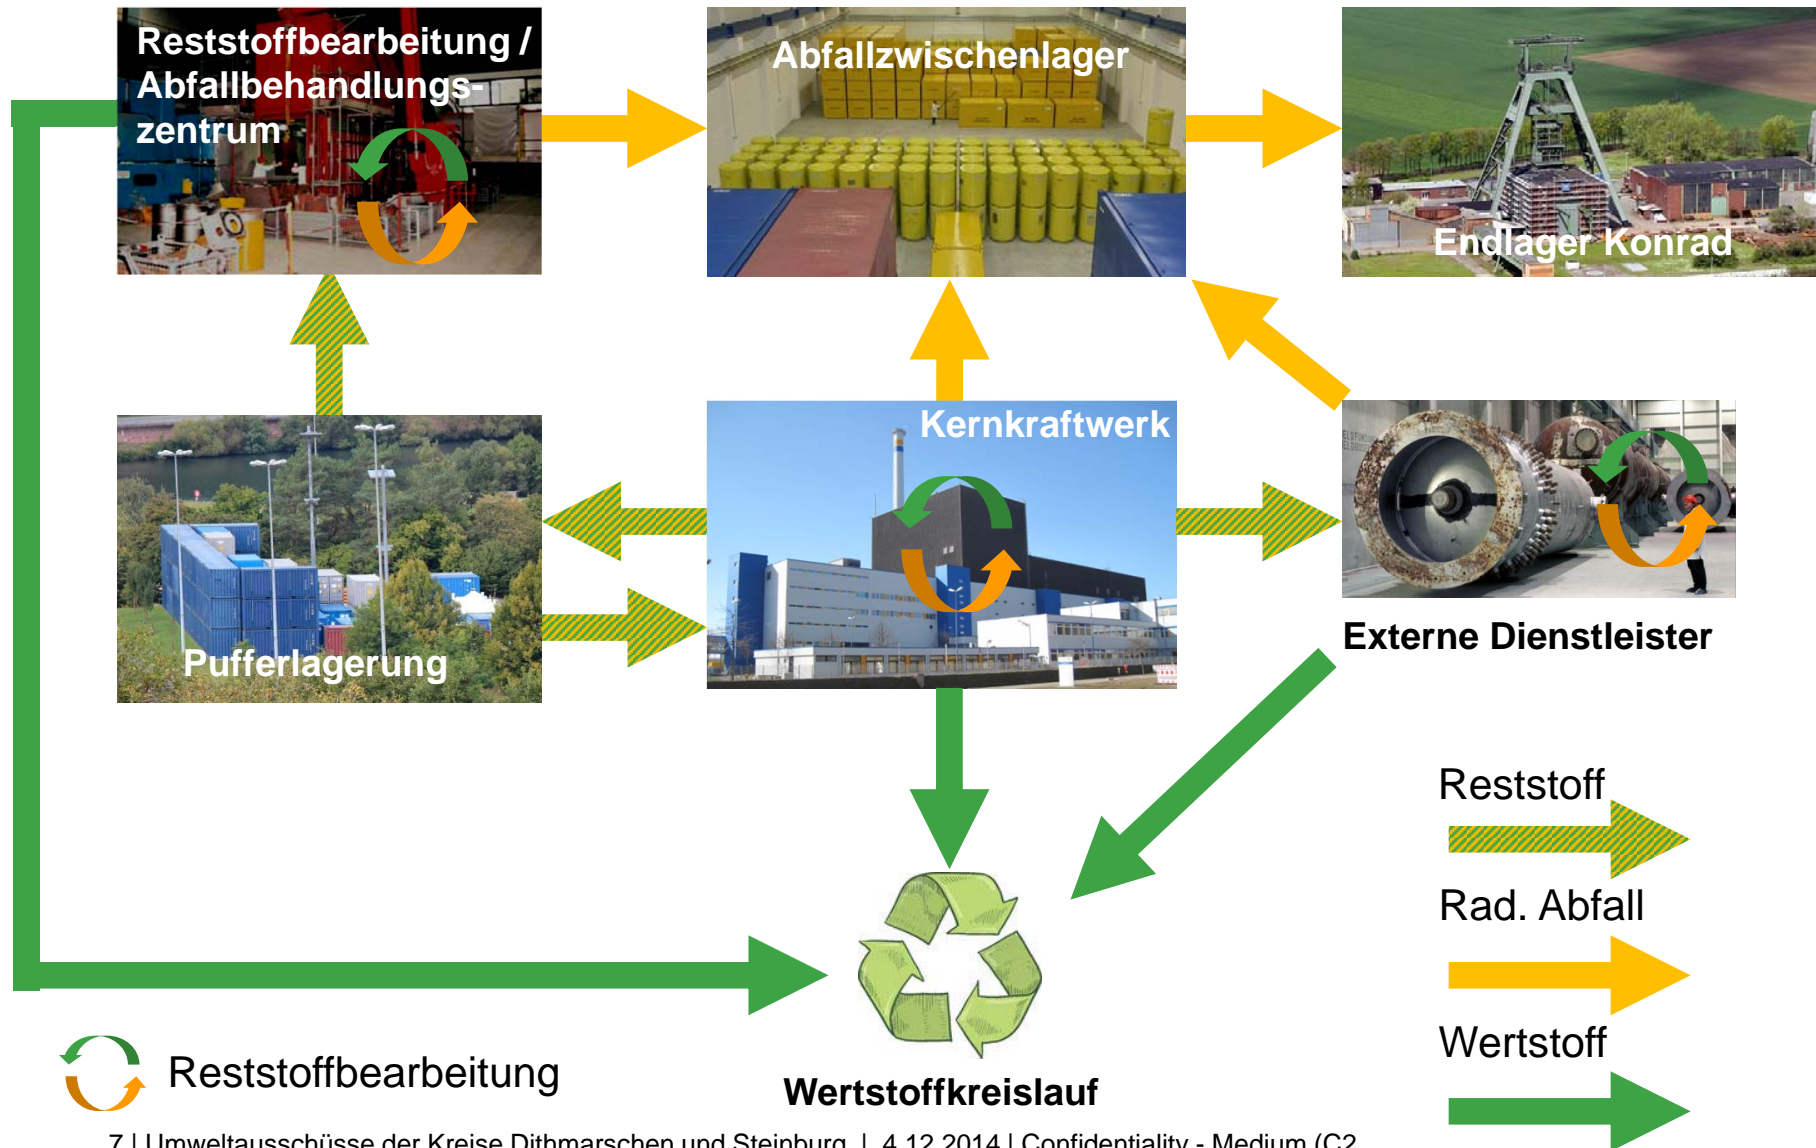 Reststoffbearbeitung /
Abfallbehandlungs-
zentrum
Abfallzwischenlager
Endlager Konrad
Pufferlagerung
Kernkraftwerk
Externe Dienstleister
Reststoff
Rad. Abfall
Wertstoff
Reststoffbearbeitung
Wertstoffkreislauf
7 | Umweltausschüsse der Kreise Dithmarschen und Steinburg | 4.12.2014 | Confidentiality - Medium (C2